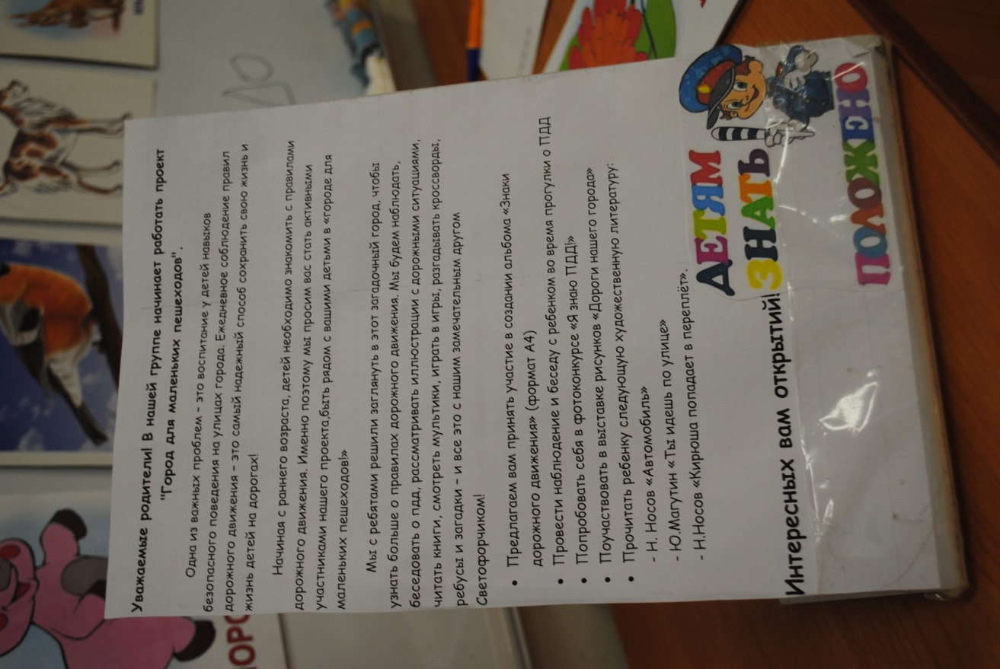 Уважаемые родители! В нашей группе начинает работать проект
"Город для маленьких пешеходов".
Одна из важных проблем – это воспитание у детей навыков
безопасного поведения на улицах города. Ежедневное соблюдение правил
дорожного движения – это самый надежный способ сохранить свою жизнь и
жизнь детей на дорогах!
Начиная с раннего возраста, детей необходимо знакомить с правилами
дорожного движения. Именно поэтому мы просим вас стать активными
участниками нашего проекта,быть рядом с вашими детьми в «городе для
маленьких пешеходов!»
Мы с ребятами решили заглянуть в этот загадочный город, чтобы
узнать больше о правилах дорожного движения. Мы будем наблюдать,
беседовать о пдд, рассматривать иллюстрации с дорожными ситуациями,
читать книги, смотреть мультики, играть в игры, разгадывать кроссворды,
ребусы и загадки – и все это с нашим замечательным другом
Светофорчиком!
• Предлагаем вам принять участие в создании альбома «Знаки
дорожного движения» (формат А4)
• Провести наблюдение и беседу с ребенком во время прогулки о ПДД
• Попробовать себя в фотоконкурсе «Я знаю ПДД!»
• Поучаствовать в выставке рисунков «Дороги нашего города»
• Прочитать ребенку следующую художественную литературу:
- Н. Носов «Автомобиль»
- Ю.Магутин «Ты идешь по улице»
- Н.Носов «Кирюша попадает в переплёт».
Интересных вам открытий!
ДЕТЯМ
ЗНАТЬ
ПОЛОЖЕНО